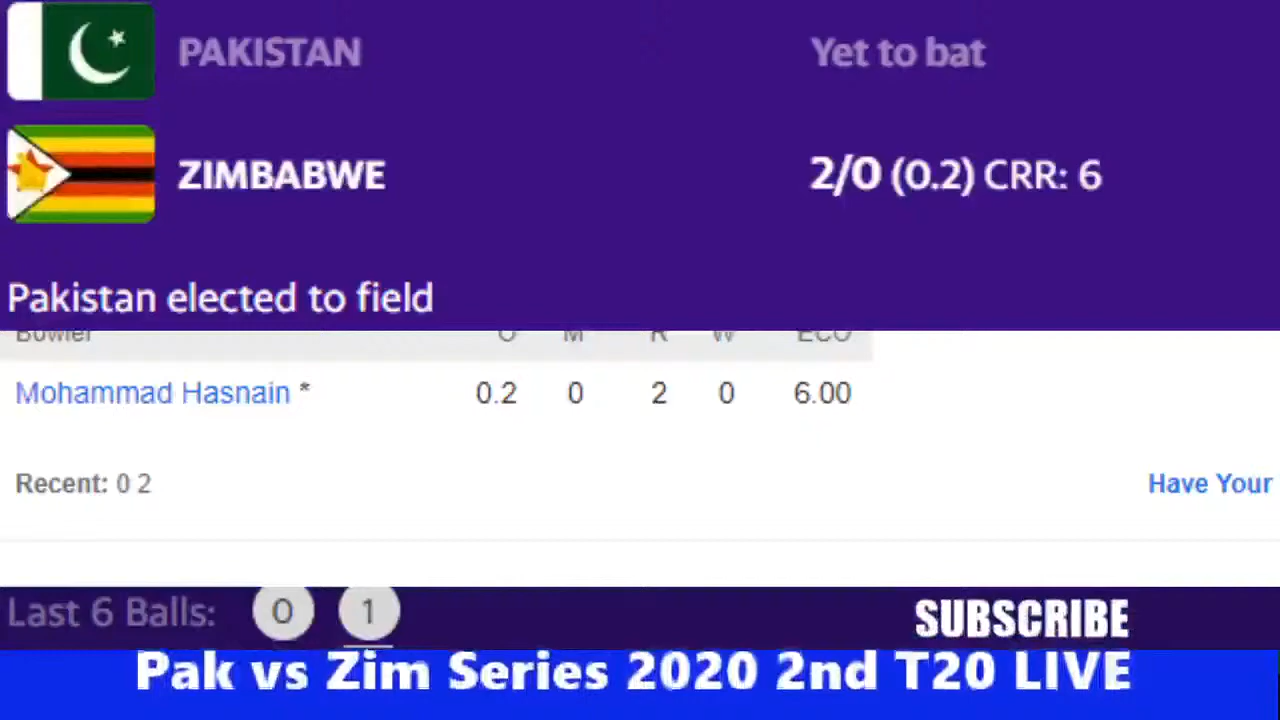 PAKISTAN Yet to bat
ZIMBABWE 2/0 (0.2) CRR: 6
Pakistan elected to field
Bowler O M R W ECO
Mohammad Hasnain * 0.2 0 2 0 6.00
Recent: 0 2 Have Your
Last 6 Balls: 0 1 SUBSCRIBE
Pak vs Zim Series 2020 2nd T20 LIVE